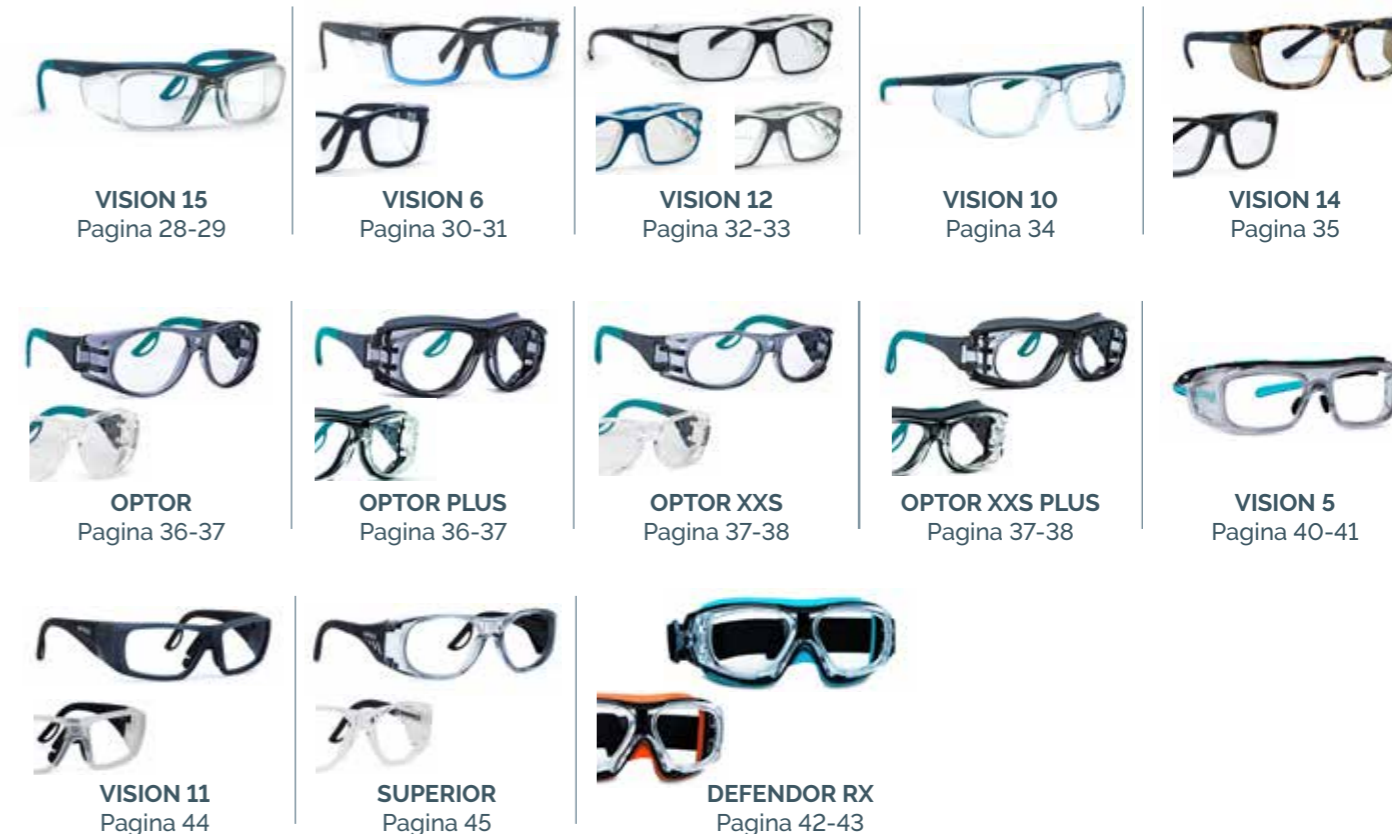 VISION 15
Pagina 28-29
VISION 6
Pagina 30-31
VISION 12
Pagina 32-33
VISION 10
Pagina 34
VISION 14
Pagina 35
OPTOR
Pagina 36-37
OPTOR PLUS
Pagina 36-37
OPTOR XXS
Pagina 37-38
OPTOR XXS PLUS
Pagina 37-38
VISION 5
Pagina 40-41
VISION 11
Pagina 44
SUPERIOR
Pagina 45
DEFENDOR RX
Pagina 42-43